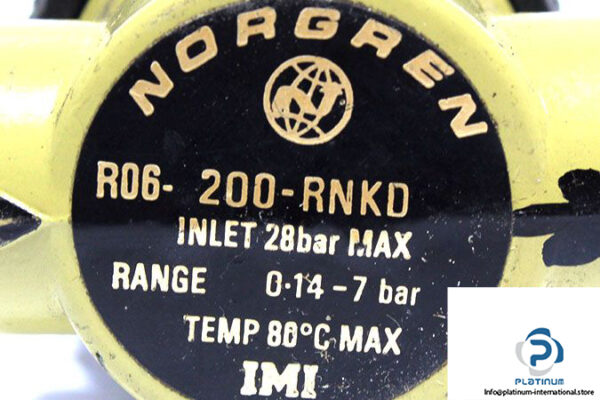 NORGREN
R06- 200-RNKD
INLET 28bar MAX
RANGE 0·14-7 bar
TEMP 80°C MAX
IMI
PLATINUM
Info@platinum-international.store